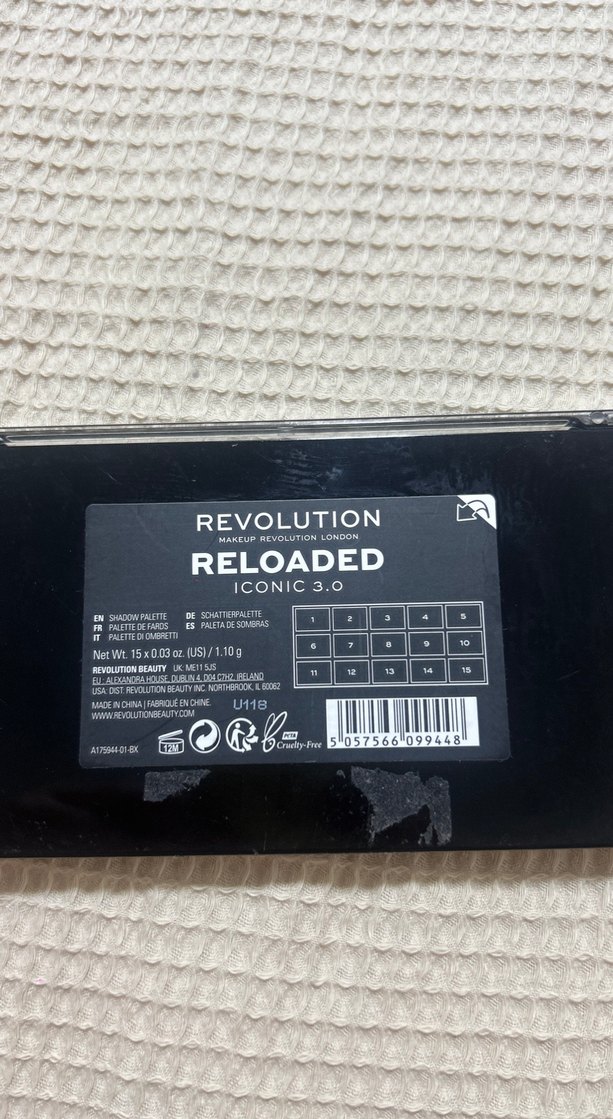 REVOLUTION
MAKEUP REVOLUTION LONDON
RELOADED
ICONIC 3.0
EN SHADOW PALETTE
FR PALETTE DE FARDS
IT PALETTE DI OMBRETTI
DE SCHATTIERPALETTE
ES PALETA DE SOMBRAS
Net Wt. 15 x 0.03 oz. (US) / 1.10 g
REVOLUTION BEAUTY UK: ME11 5JS
EU: ALEXANDRA HOUSE, DUBLIN 4, D04 C7H2, IRELAND
USA: DIST. REVOLUTION BEAUTY INC. NORTHBROOK, IL 60062
MADE IN CHINA | FABRIQUÉ EN CHINE.
WWW.REVOLUTIONBEAUTY.COM
U118
1 2 3 4 5
6 7 8 9 10
11 12 13 14 15
A175944-01-BX
12M
PETA
Cruelty-Free
5 057566 099448